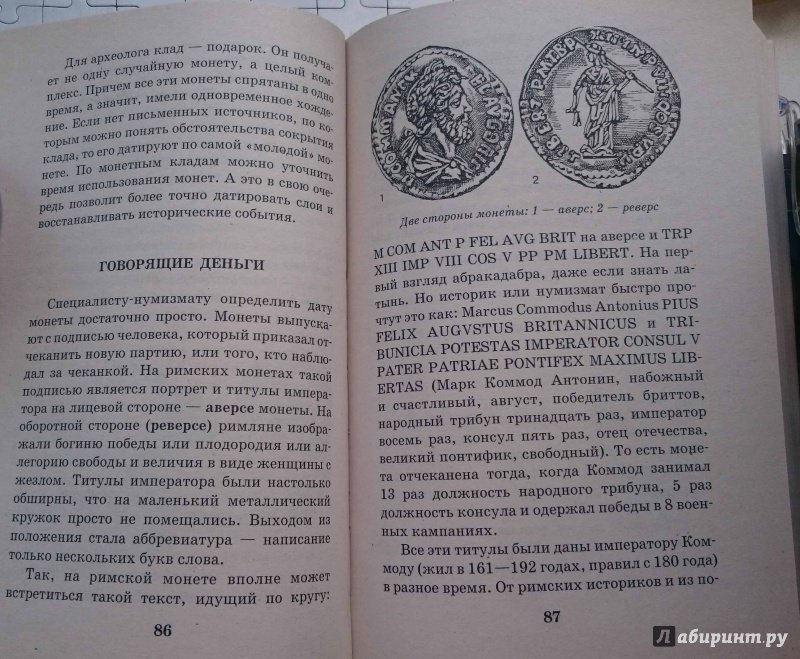 Для археолога клад — подарок. Он получа-
ет не одну случайную монету, а целый ком-
плекс. Причем все эти монеты спрятаны в одно
время, а значит, имели одновременное хожде-
ние. Если нет письменных источников, по ко-
торым можно понять обстоятельства сокрытия
клада, то его датируют по самой «молодой» мо-
нете. По монетным кладам можно уточнить
время использования монет. А это в свою оче-
редь позволит более точно датировать слои и
восстанавливать исторические события.
ГОВОРЯЩИЕ ДЕНЬГИ
Специалисту-нумизмату определить дату
монеты достаточно просто. Монеты выпуска-
ют с подписью человека, который приказал от-
чеканить новую партию, или того, кто наблю-
дал за чеканкой. На римских монетах такой
подписью является портрет и титулы импера-
тора на лицевой стороне — аверсе монеты. На
оборотной стороне (реверсе) римляне изобра-
жали богиню победы или плодородия или ал-
легорию свободы и величия в виде женщины с
жезлом. Титулы императора были настолько
обширны, что на маленький металлический
кружок просто не помещались. Выходом из
положения стала аббревиатура — написание
только нескольких букв слова.
Так, на римской монете вполне может
встретиться такой текст, идущий по кругу:
86
1
2
Две стороны монеты: 1 — аверс; 2 — реверс
M COM ANT P FEL AVG BRIT на аверсе и TRP
XIII IMP VIII COS V PP PM LIBERT. На пер-
вый взгляд абракадабра, даже если знать ла-
тынь. Но историк или нумизмат быстро про-
чтут это как: Marcus Commodus Antonius PIUS
FELIX AUGVSTUS BRITANNICUS и TRI-
BUNICIA POTESTAS IMPERATOR CONSUL V
PATER PATRIAE PONTIFEX MAXIMUS LIB-
ERTAS (Марк Коммод Антонин, набожный
и счастливый, август, победитель бриттов,
народный трибун тринадцать раз, император
восемь раз, консул пять раз, отец отечества,
великий понтифик, свободный). То есть моне-
та отчеканена тогда, когда Коммод занимал
13 раз должность народного трибуна, 5 раз
должность консула и одержал победы в 8 воен-
ных кампаниях.
Все эти титулы были даны императору Ком-
моду (жил в 161—192 годах, правил с 180 года)
в разное время. От римских историков и из по-
87
Лабиринт.ру